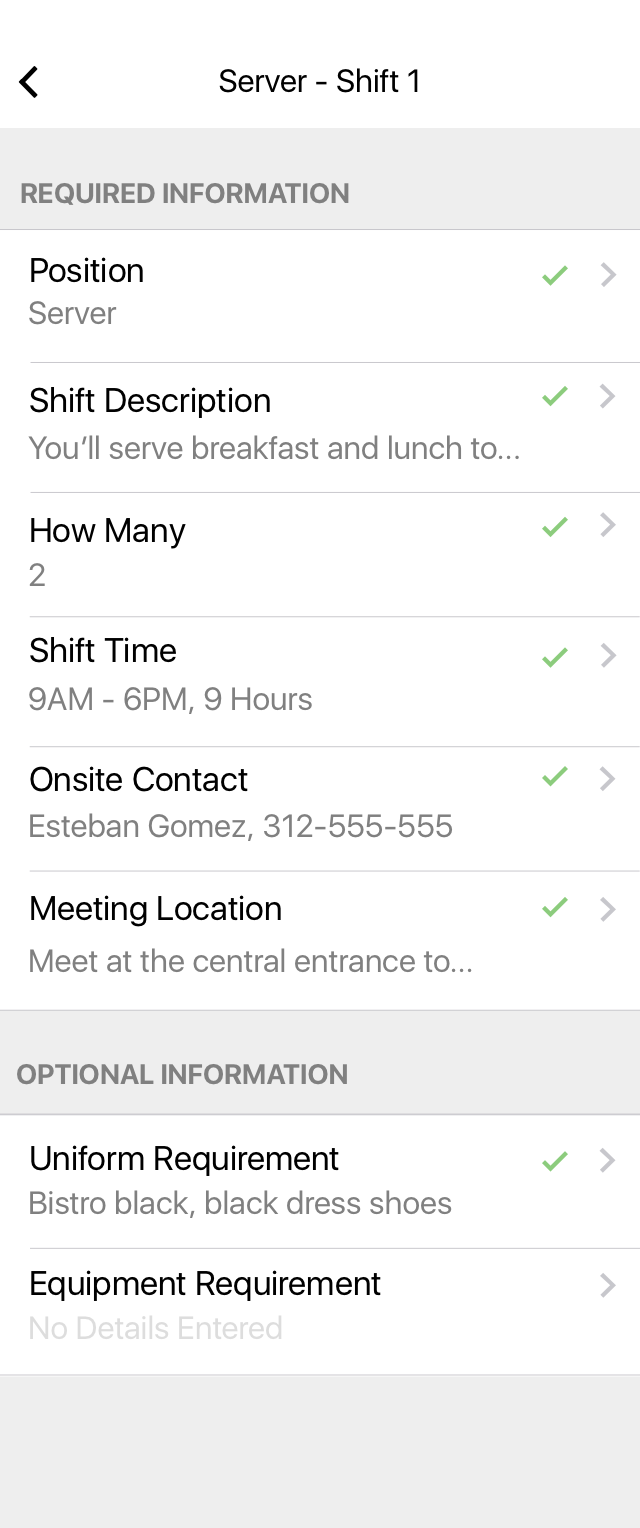 Server - Shift 1
REQUIRED INFORMATION
Position
Server
Shift Description
You’ll serve breakfast and lunch to...
How Many
2
Shift Time
9AM - 6PM, 9 Hours
Onsite Contact
Esteban Gomez, 312-555-555
Meeting Location
Meet at the central entrance to...
OPTIONAL INFORMATION
Uniform Requirement
Bistro black, black dress shoes
Equipment Requirement
No Details Entered